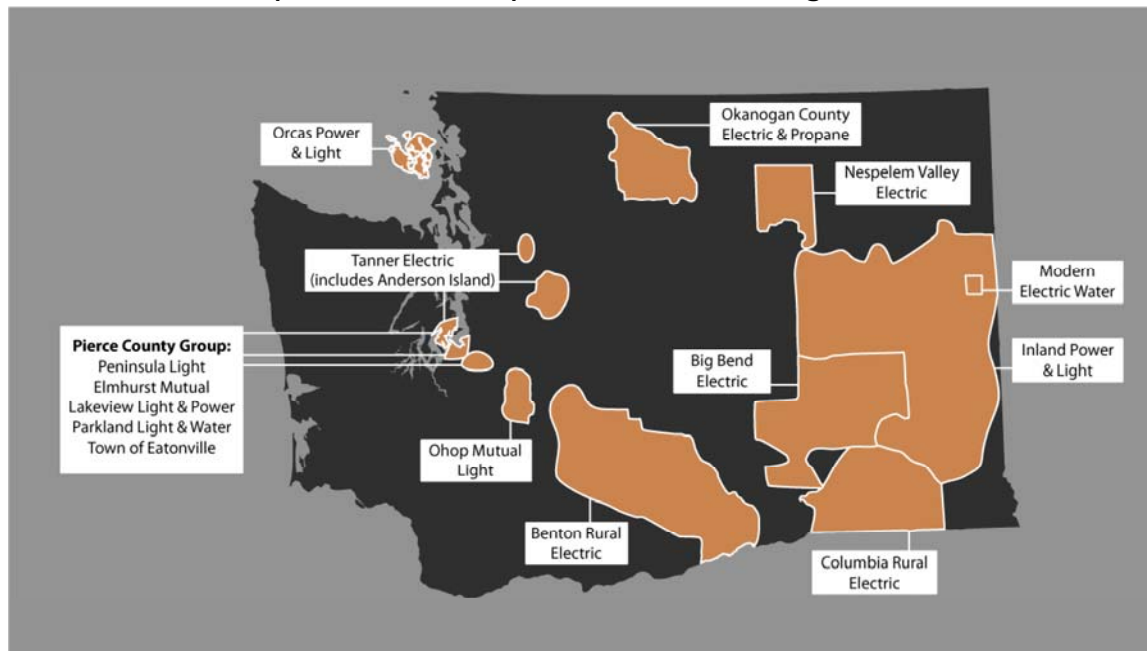 Orcas Power
& Light
Okanogan County
Electric & Propane
Nespelem Valley
Electric
Tanner Electric
(includes Anderson Island)
Modern
Electric Water
Pierce County Group:
Peninsula Light
Elmhurst Mutual
Lakeview Light & Power
Parkland Light & Water
Town of Eatonville
Big Bend
Electric
Inland Power
& Light
Ohop Mutual
Light
Benton Rural
Electric
Columbia Rural
Electric